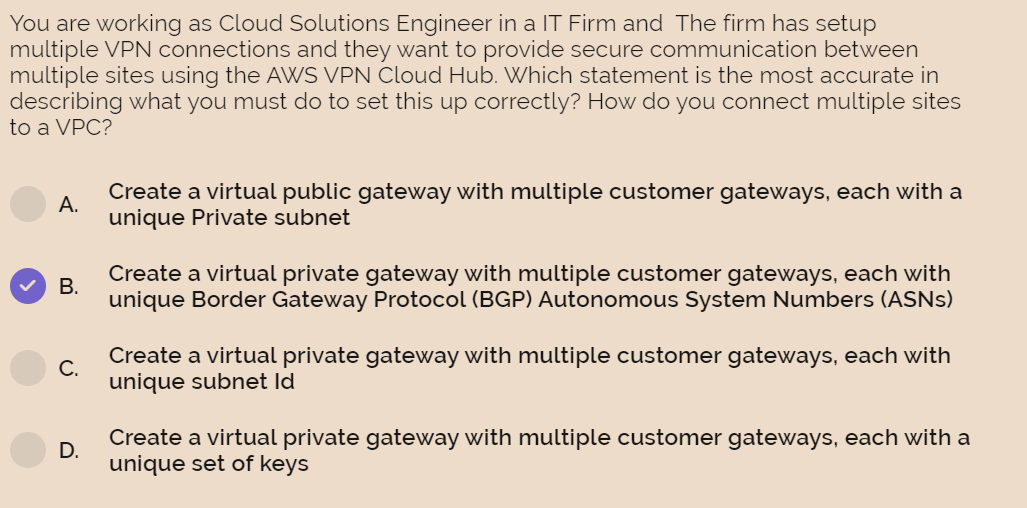 You are working as Cloud Solutions Engineer in a IT Firm and  The firm has setup
multiple VPN connections and they want to provide secure communication between
multiple sites using the AWS VPN Cloud Hub. Which statement is the most accurate in
describing what you must do to set this up correctly? How do you connect multiple sites
to a VPC?
A. Create a virtual public gateway with multiple customer gateways, each with a
unique Private subnet
B. Create a virtual private gateway with multiple customer gateways, each with
unique Border Gateway Protocol (BGP) Autonomous System Numbers (ASNs)
C. Create a virtual private gateway with multiple customer gateways, each with
unique subnet Id
D. Create a virtual private gateway with multiple customer gateways, each with a
unique set of keys